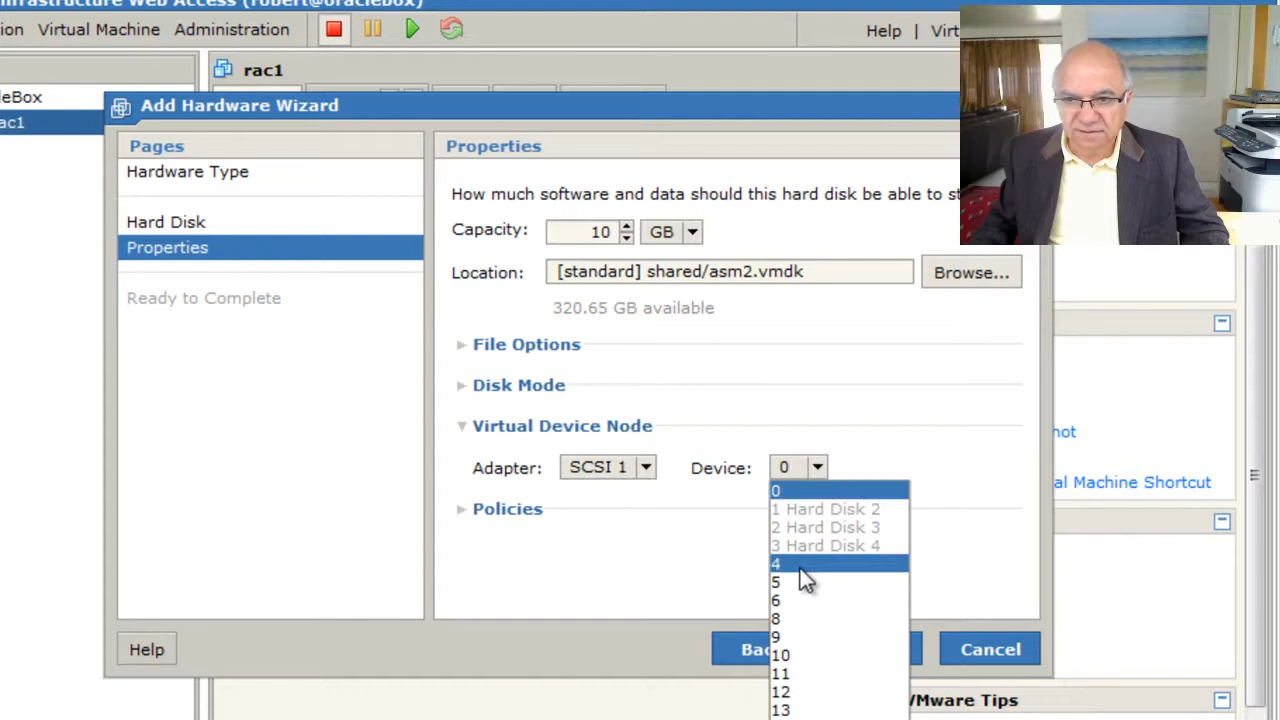 nfrastructure Web Access (robert@oraclebox)
ion Virtual Machine Administration Help Virt
rac1
leBox
ac1
Add Hardware Wizard
Pages
Properties
Hardware Type
How much software and data should this hard disk be able to st
Hard Disk
Capacity: 10 GB
Properties
Location: [standard] shared/asm2.vmdk Browse...
Ready to Complete
320.65 GB available
File Options
Disk Mode
Virtual Device Node
hot
Adapter: SCSI 1 Device: 0
al Machine Shortcut
0
Policies
1 Hard Disk 2
2 Hard Disk 3
3 Hard Disk 4
4
5
6
8
9
Help Bac Cancel
10
11
12
VMware Tips
13